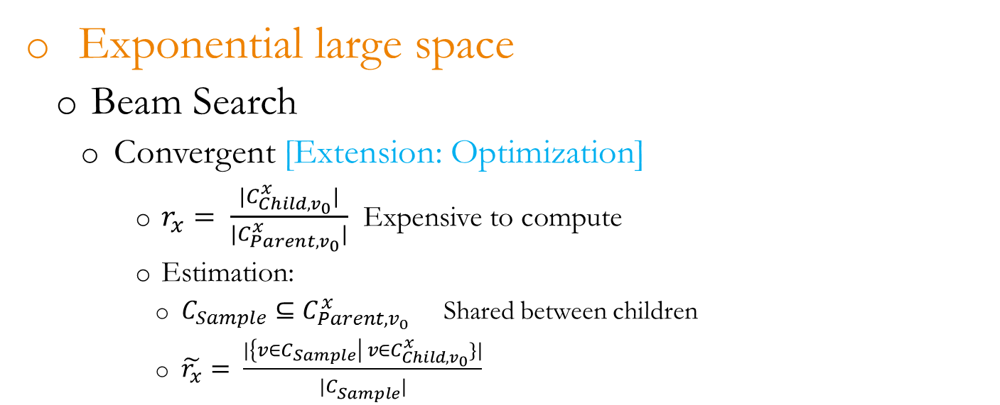 ○ Exponential large space
○ Beam Search
○ Convergent [Extension: Optimization]
○ $r_x = \frac{|C^x_{Child,v_0}|}{|C^x_{Parent,v_0}|}$ Expensive to compute
○ Estimation:
○ $C_{Sample} \subseteq C^x_{Parent,v_0}$ Shared between children
○ $\widetilde{r_x} = \frac{|\{v \in C_{Sample} | v \in C^x_{Child,v_0}\}|}{|C_{Sample}|}$